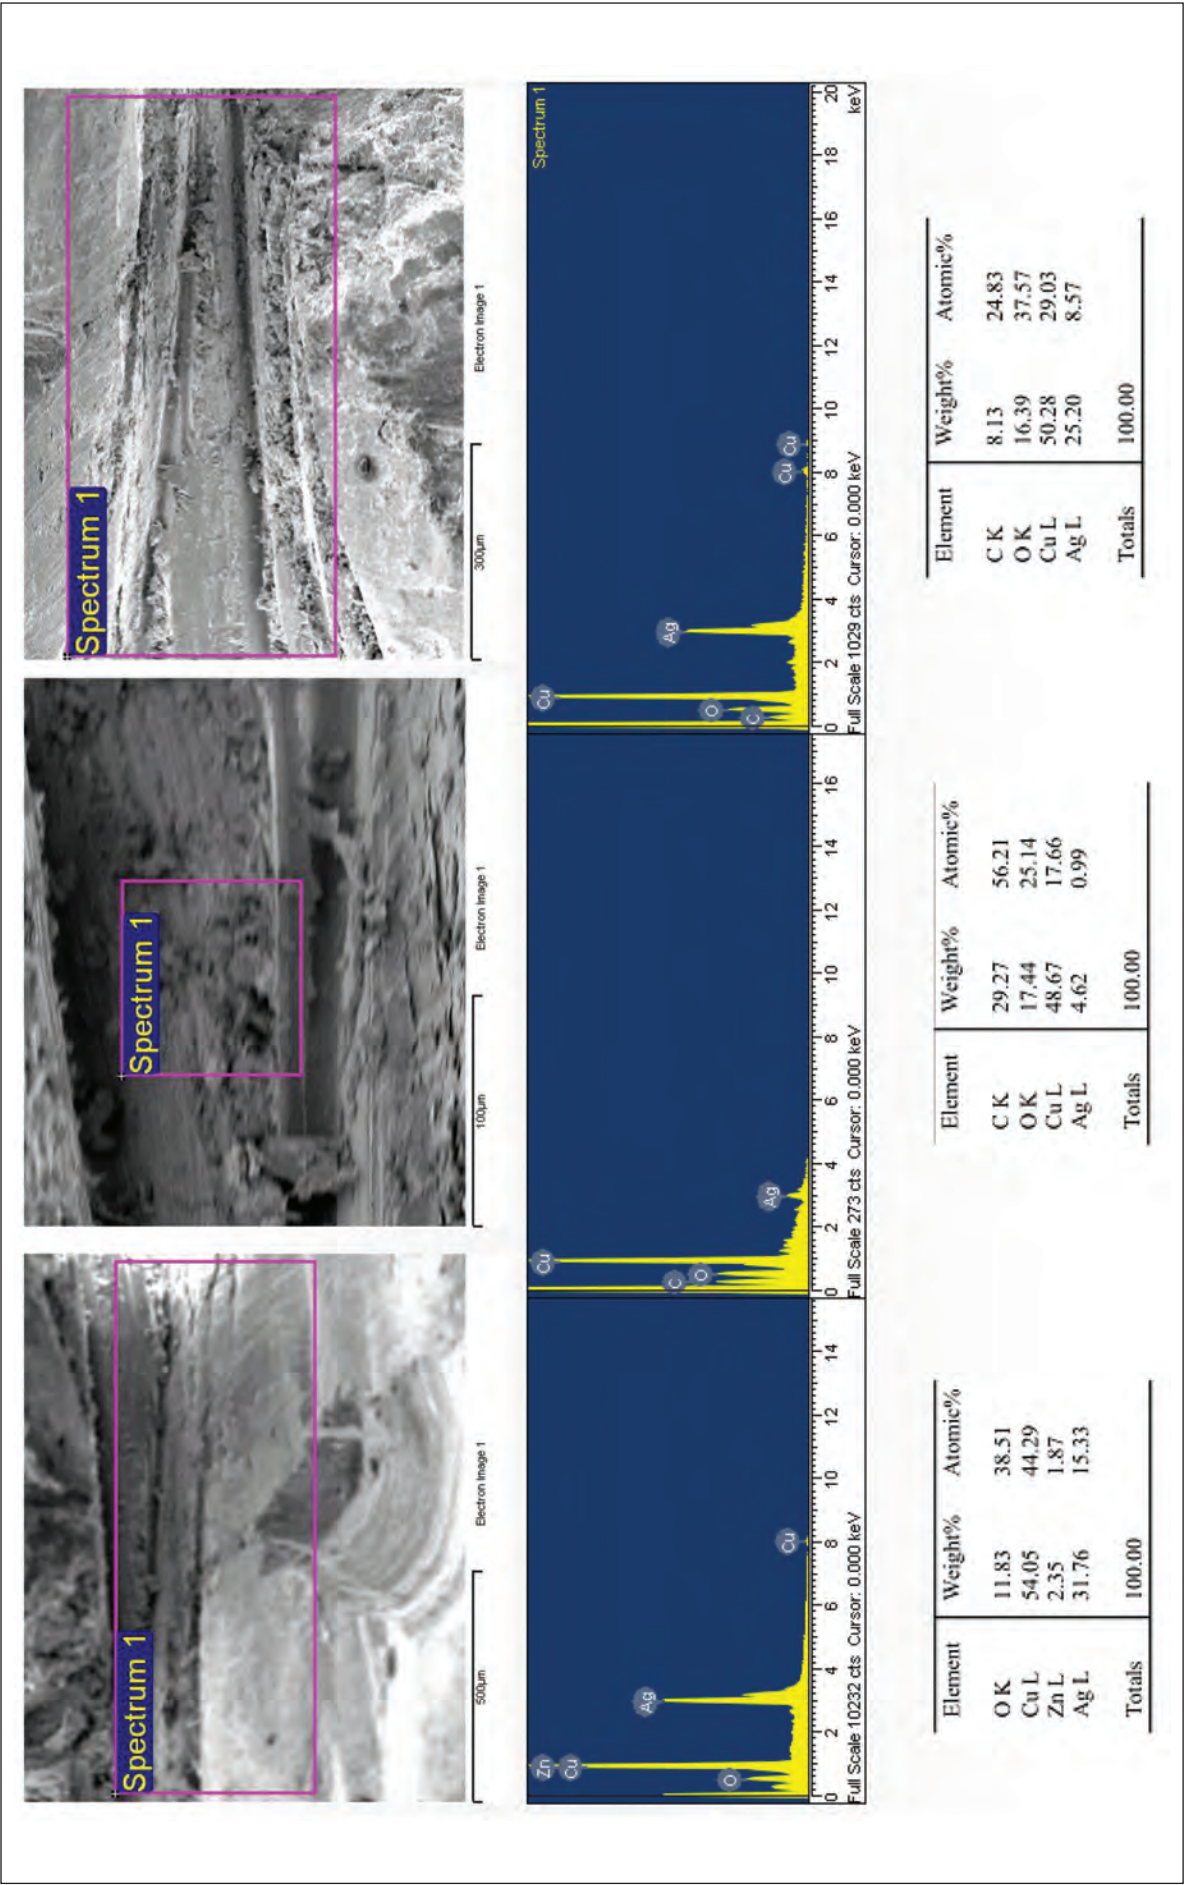 Spectrum 1
500µm Electron Image 1
Spectrum 1
100µm Electron Image 1
Spectrum 1
300µm Electron Image 1
Zn
Cu
Ag
O
Cu
0 2 4 6 8 10 12 14
Full Scale 10232 cts Cursor: 0.000 keV
Cu
C
O
Ag
0 2 4 6 8 10 12 14 16
Full Scale 273 cts Cursor: 0.000 keV
Spectrum 1
Cu
Ag
O
C
Cu Cu
0 2 4 6 8 10 12 14 16 18 20
Full Scale 1029 cts Cursor: 0.000 keV keV
Element Weight% Atomic%
O K 11.83 38.51
Cu L 54.05 44.29
Zn L 2.35 1.87
Ag L 31.76 15.33
Totals 100.00
Element Weight% Atomic%
C K 29.27 56.21
O K 17.44 25.14
Cu L 48.67 17.66
Ag L 4.62 0.99
Totals 100.00
Element Weight% Atomic%
C K 8.13 24.83
O K 16.39 37.57
Cu L 50.28 29.03
Ag L 25.20 8.57
Totals 100.00